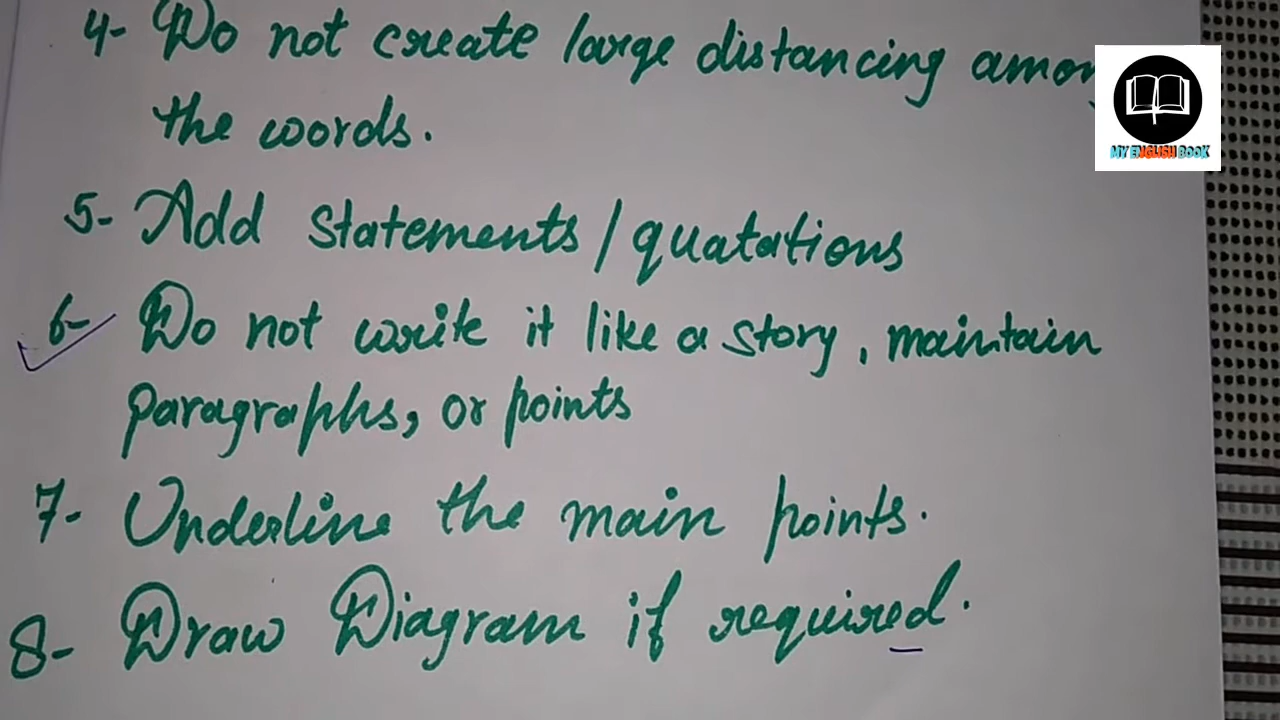 4- Do not create large distancing among
the words.
5- Add statements/quatations
6- Do not write it like a story, maintain
paragraphs, or points
7- Underline the main points.
8- Draw Diagram if required.
MY ENGLISH BOOK